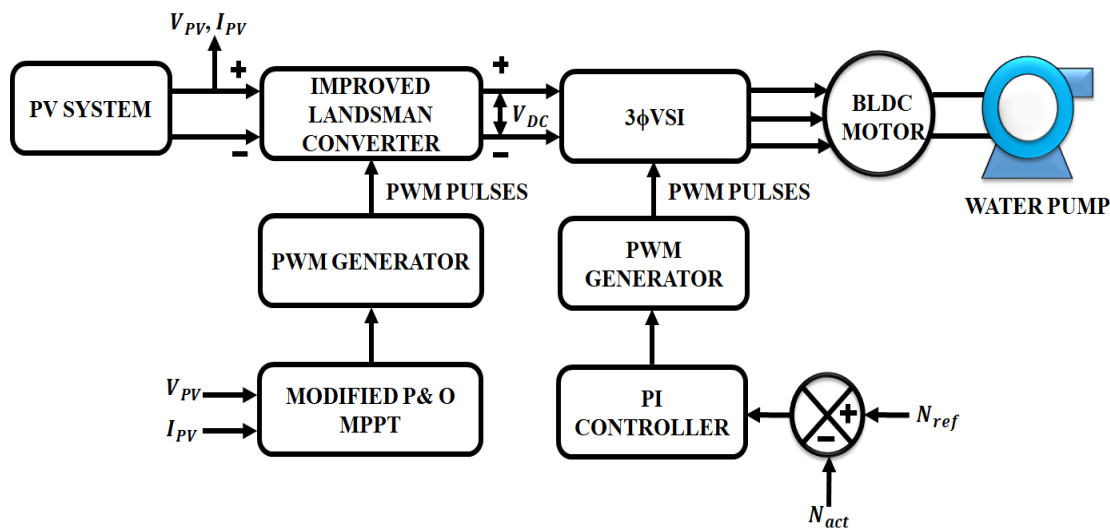 V_PV, I_PV
+
+
PV SYSTEM
IMPROVED
LANDSMAN
CONVERTER
V_DC
3ϕVSI
BLDC
MOTOR
−
−
PWM PULSES
PWM PULSES
WATER PUMP
PWM GENERATOR
PWM
GENERATOR
V_PV
I_PV
MODIFIED P& O
MPPT
PI
CONTROLLER
+
−
N_ref
N_act